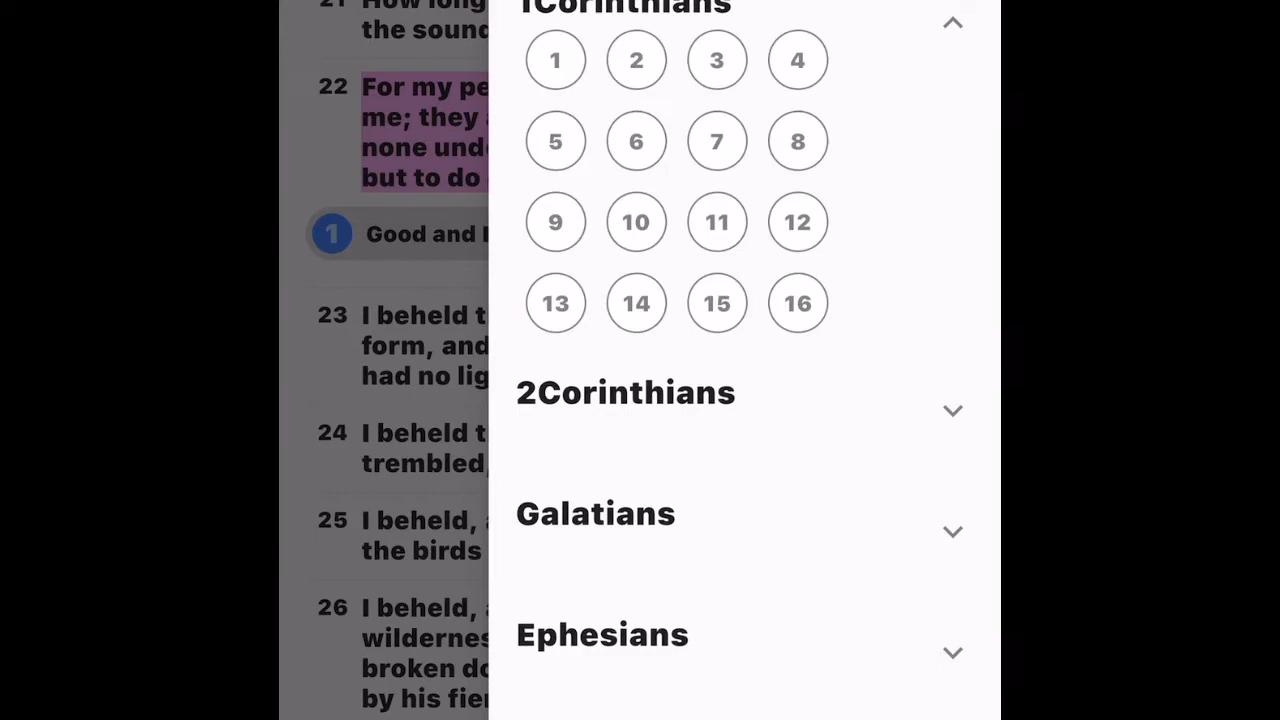 21 How long
the sound
22 For my pe
me; they a
none und
but to do
1 Good and
23 I beheld t
form, and
had no lig
24 I beheld t
trembled,
25 I beheld, a
the birds
26 I beheld, a
wildernes
broken do
by his fier
1Corinthians
1 2 3 4
5 6 7 8
9 10 11 12
13 14 15 16
2Corinthians
Galatians
Ephesians